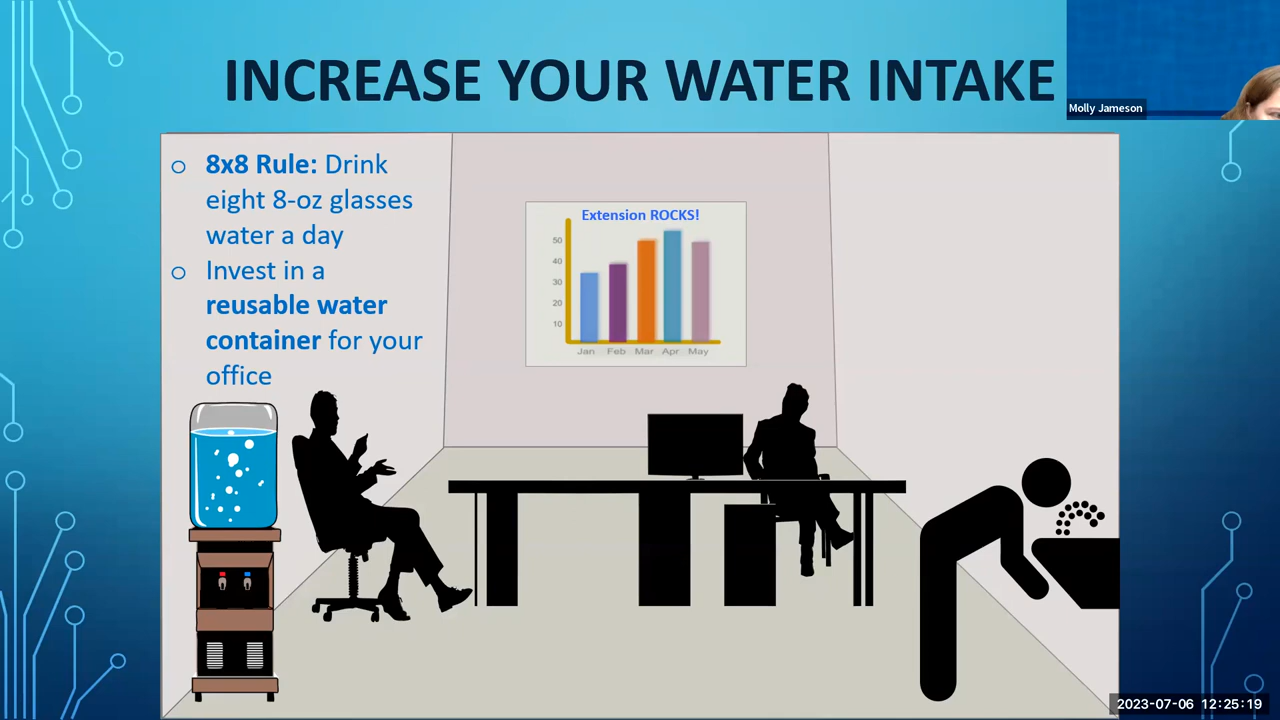 INCREASE YOUR WATER INTAKE
Molly Jameson
o 8x8 Rule: Drink
eight 8-oz glasses
water a day
o Invest in a
reusable water
container for your
office
Extension ROCKS!
50
40
30
20
10
Jan Feb Mar Apr May
2023-07-06 12:25:19